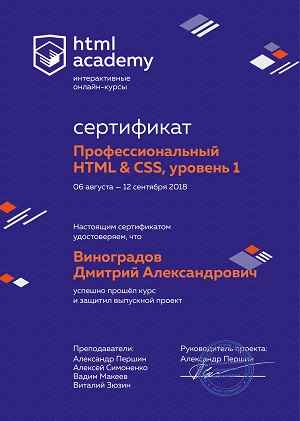 html
academy
интерактивные
онлайн-курсы
сертификат
Профессиональный
HTML & CSS, уровень 1
06 августа — 12 сентября 2018
Настоящим сертификатом
удостоверяем, что
Виноградов
Дмитрий Александрович
успешно прошёл курс
и защитил выпускной проект
Преподаватели:
Александр Першин
Алексей Симоненко
Вадим Макеев
Виталий Зюзин
Руководитель проекта:
Александр Першин